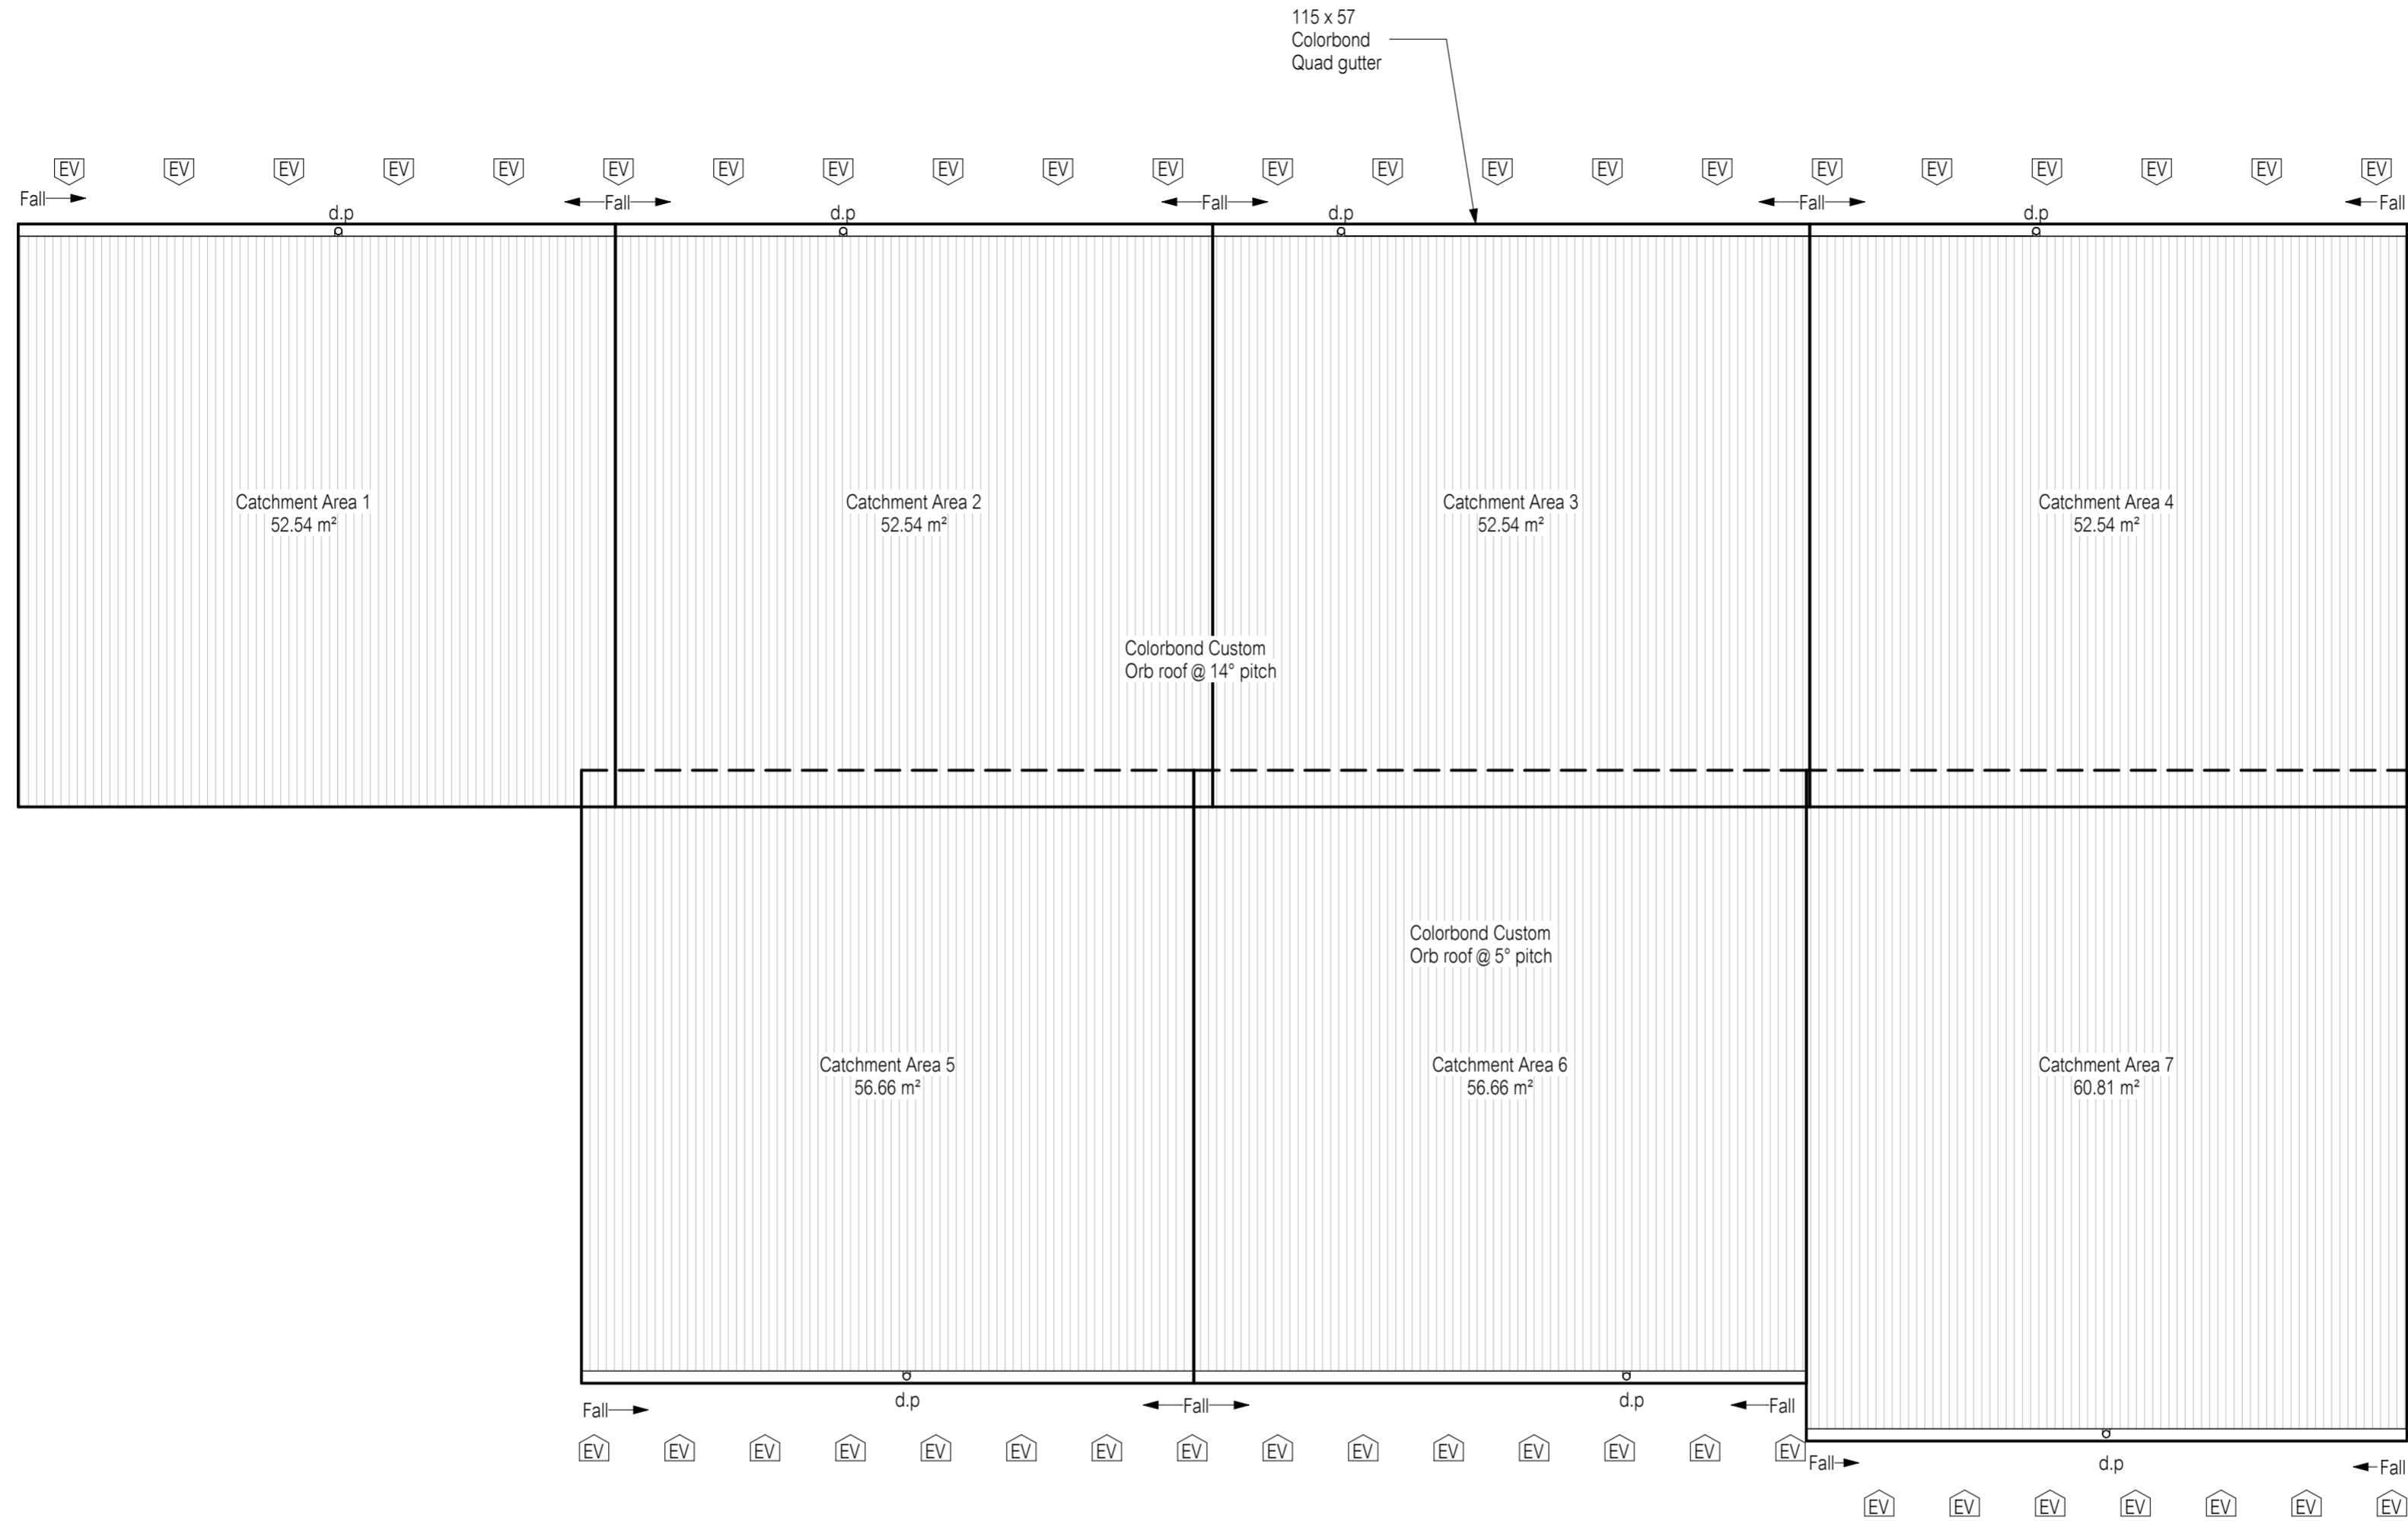 115 x 57
Colorbond
Quad gutter
EV EV EV EV EV EV EV EV EV EV EV EV EV EV EV EV EV EV EV EV EV EV
Fall Fall Fall Fall Fall
d.p d.p d.p d.p
Catchment Area 1
52.54 m²
Catchment Area 2
52.54 m²
Catchment Area 3
52.54 m²
Catchment Area 4
52.54 m²
Colorbond Custom
Orb roof @ 14° pitch
Colorbond Custom
Orb roof @ 5° pitch
Catchment Area 5
56.66 m²
Catchment Area 6
56.66 m²
Catchment Area 7
60.81 m²
d.p d.p
Fall Fall Fall
EV EV EV EV EV EV EV EV EV EV EV EV EV EV EV
Fall d.p Fall
EV EV EV EV EV EV EV